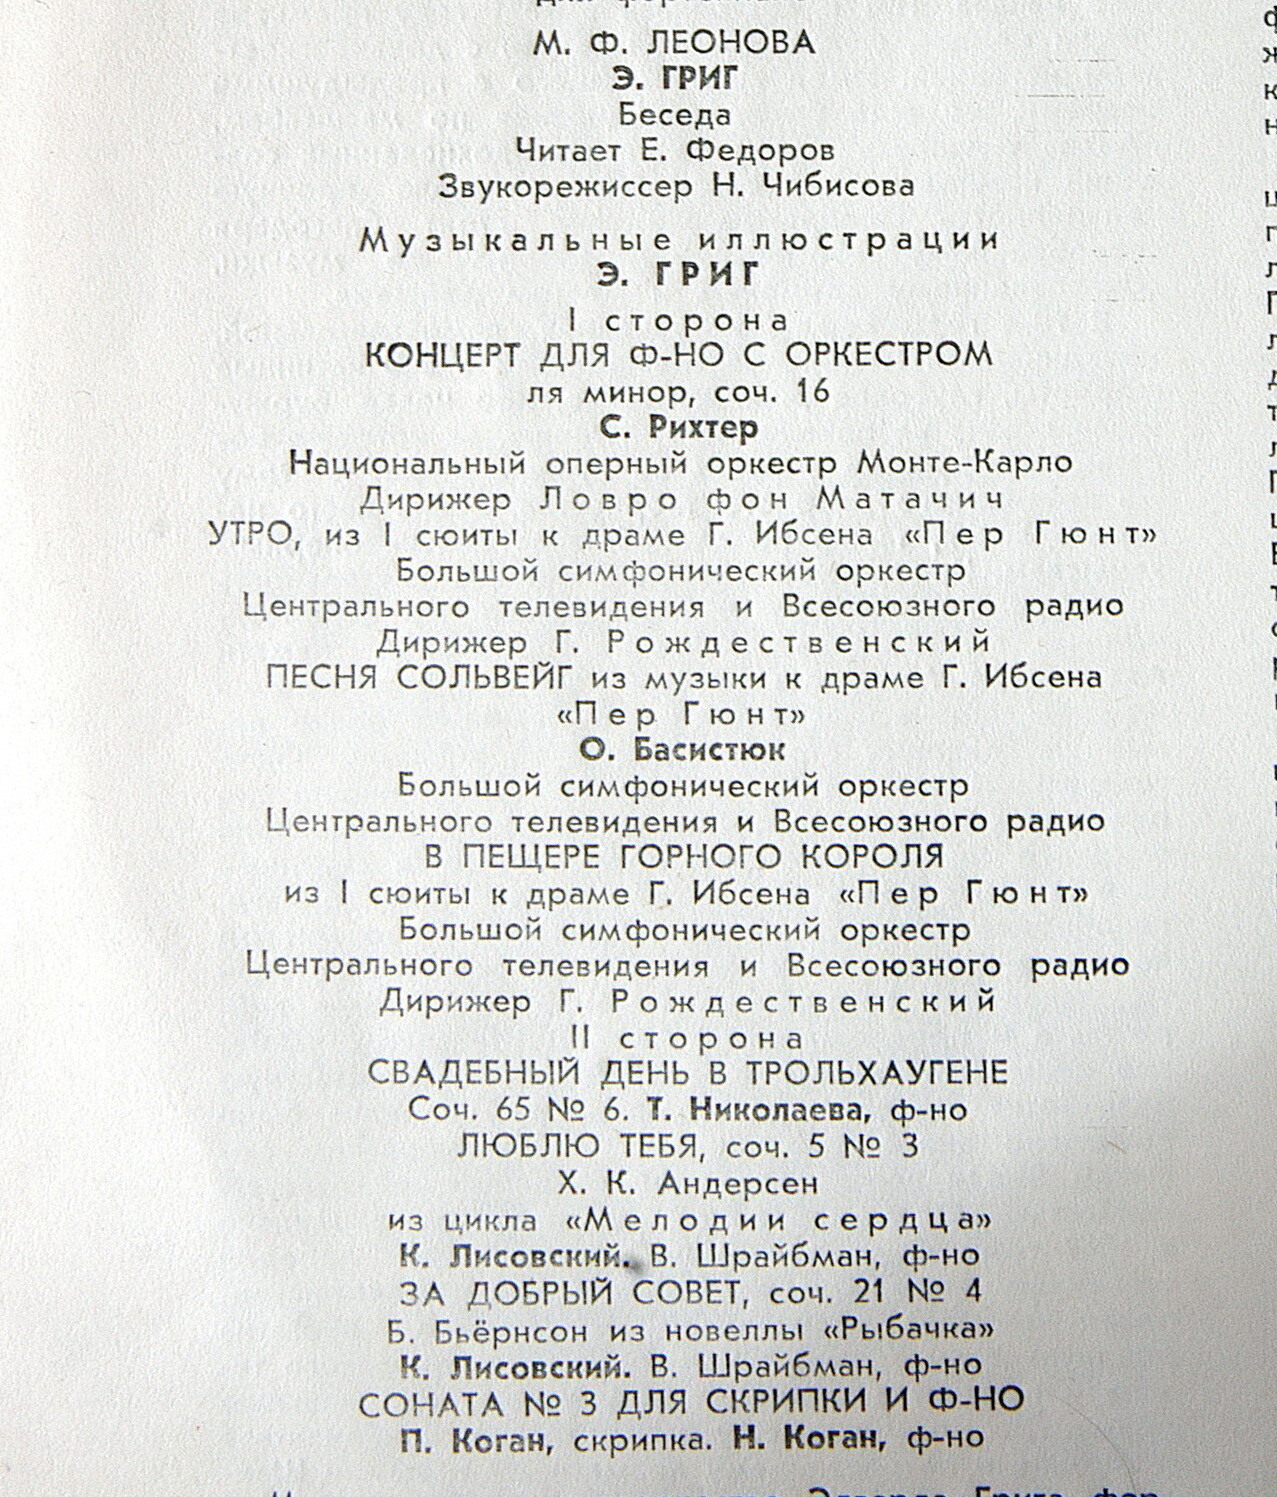 М. Ф. ЛЕОНОВА
Э. ГРИГ
Беседа
Читает Е. Федоров
Звукорежиссер Н. Чибисова
Музыкальные иллюстрации
Э. ГРИГ
I сторона
КОНЦЕРТ ДЛЯ Ф-НО С ОРКЕСТРОМ
ля минор, соч. 16
С. Рихтер
Национальный оперный оркестр Монте-Карло
Дирижер Ловро фон Матачич
УТРО, из I сюиты к драме Г. Ибсена «Пер Гюнт»
Большой симфонический оркестр
Центрального телевидения и Всесоюзного радио
Дирижер Г. Рождественский
ПЕСНЯ СОЛЬВЕЙГ из музыки к драме Г. Ибсена
«Пер Гюнт»
О. Басистюк
Большой симфонический оркестр
Центрального телевидения и Всесоюзного радио
В ПЕЩЕРЕ ГОРНОГО КОРОЛЯ
из I сюиты к драме Г. Ибсена «Пер Гюнт»
Большой симфонический оркестр
Центрального телевидения и Всесоюзного радио
Дирижер Г. Рождественский
II сторона
СВАДЕБНЫЙ ДЕНЬ В ТРОЛЬХАУГЕНЕ
Соч. 65 № 6. Т. Николаева, ф-но
ЛЮБЛЮ ТЕБЯ, соч. 5 № 3
Х. К. Андерсен
из цикла «Мелодии сердца»
К. Лисовский. В. Шрайбман, ф-но
ЗА ДОБРЫЙ СОВЕТ, соч. 21 № 4
Б. Бьёрнсон из новеллы «Рыбачка»
К. Лисовский. В. Шрайбман, ф-но
СОНАТА № 3 ДЛЯ СКРИПКИ И Ф-НО
П. Коган, скрипка. Н. Коган, ф-но